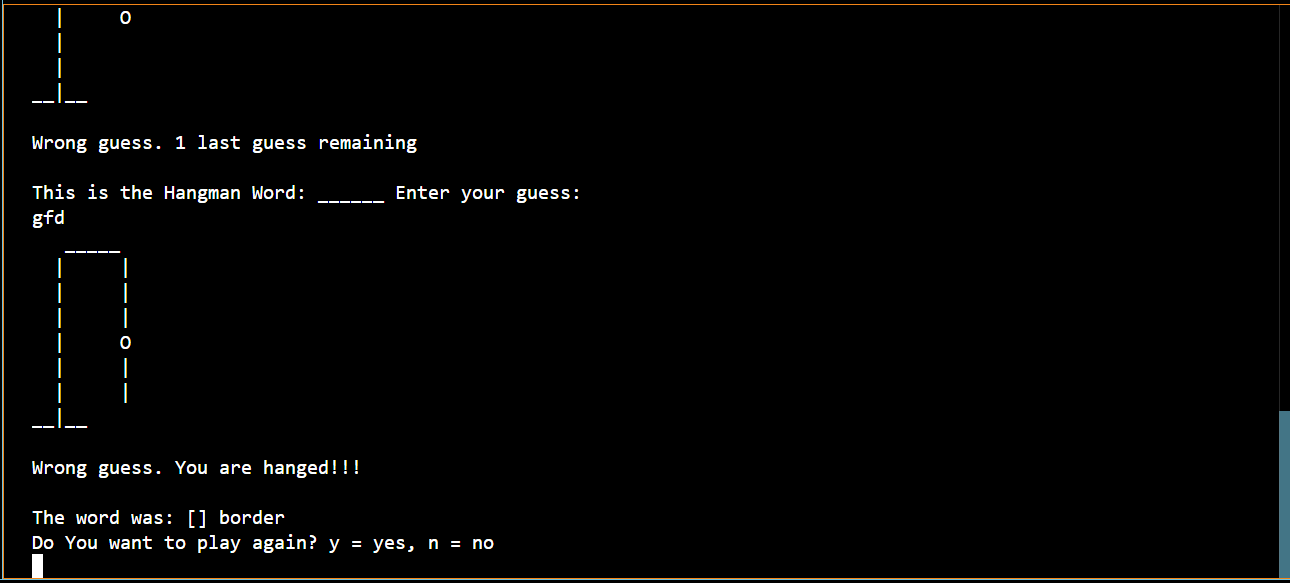 |     O
   |
   |
__|__
Wrong guess. 1 last guess remaining
This is the Hangman Word: ______ Enter your guess:
gfd
   _____
  |     |
  |     |
  |     |
  |     O
  |     |
  |     |
__|__
Wrong guess. You are hanged!!!
The word was: [] border
Do You want to play again? y = yes, n = no